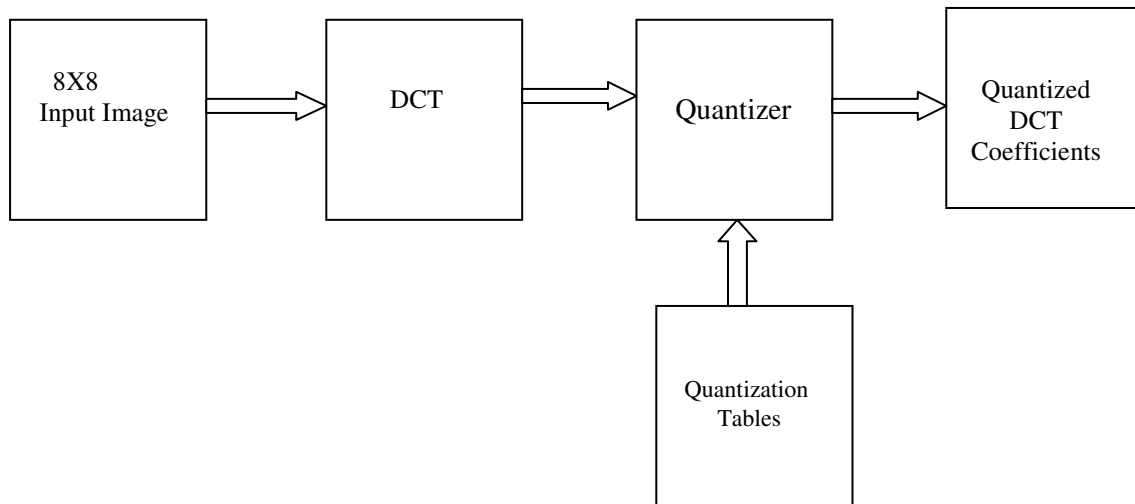 8X8
Input Image
DCT
Quantizer
Quantized
DCT
Coefficients
Quantization
Tables